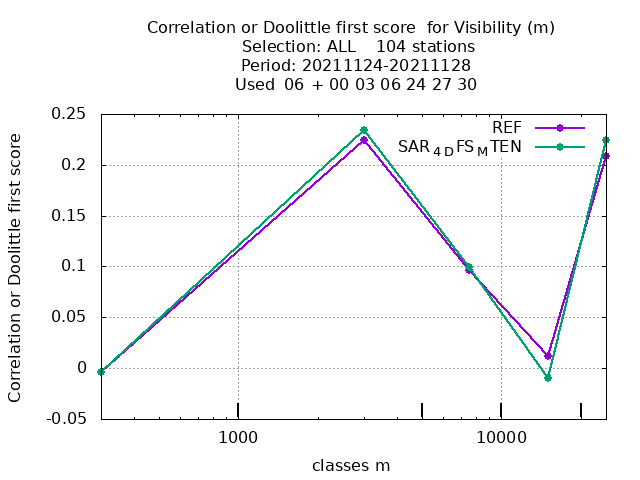 Correlation or Doolittle first score  for Visibility (m)
Selection: ALL    104 stations
Period: 20211124-20211128
Used  06  + 00 03 06 24 27 30
REF
SAR4DFSMTEN
0.25
0.2
0.15
0.1
0.05
0
-0.05
Correlation or Doolittle first score
1000
10000
classes m